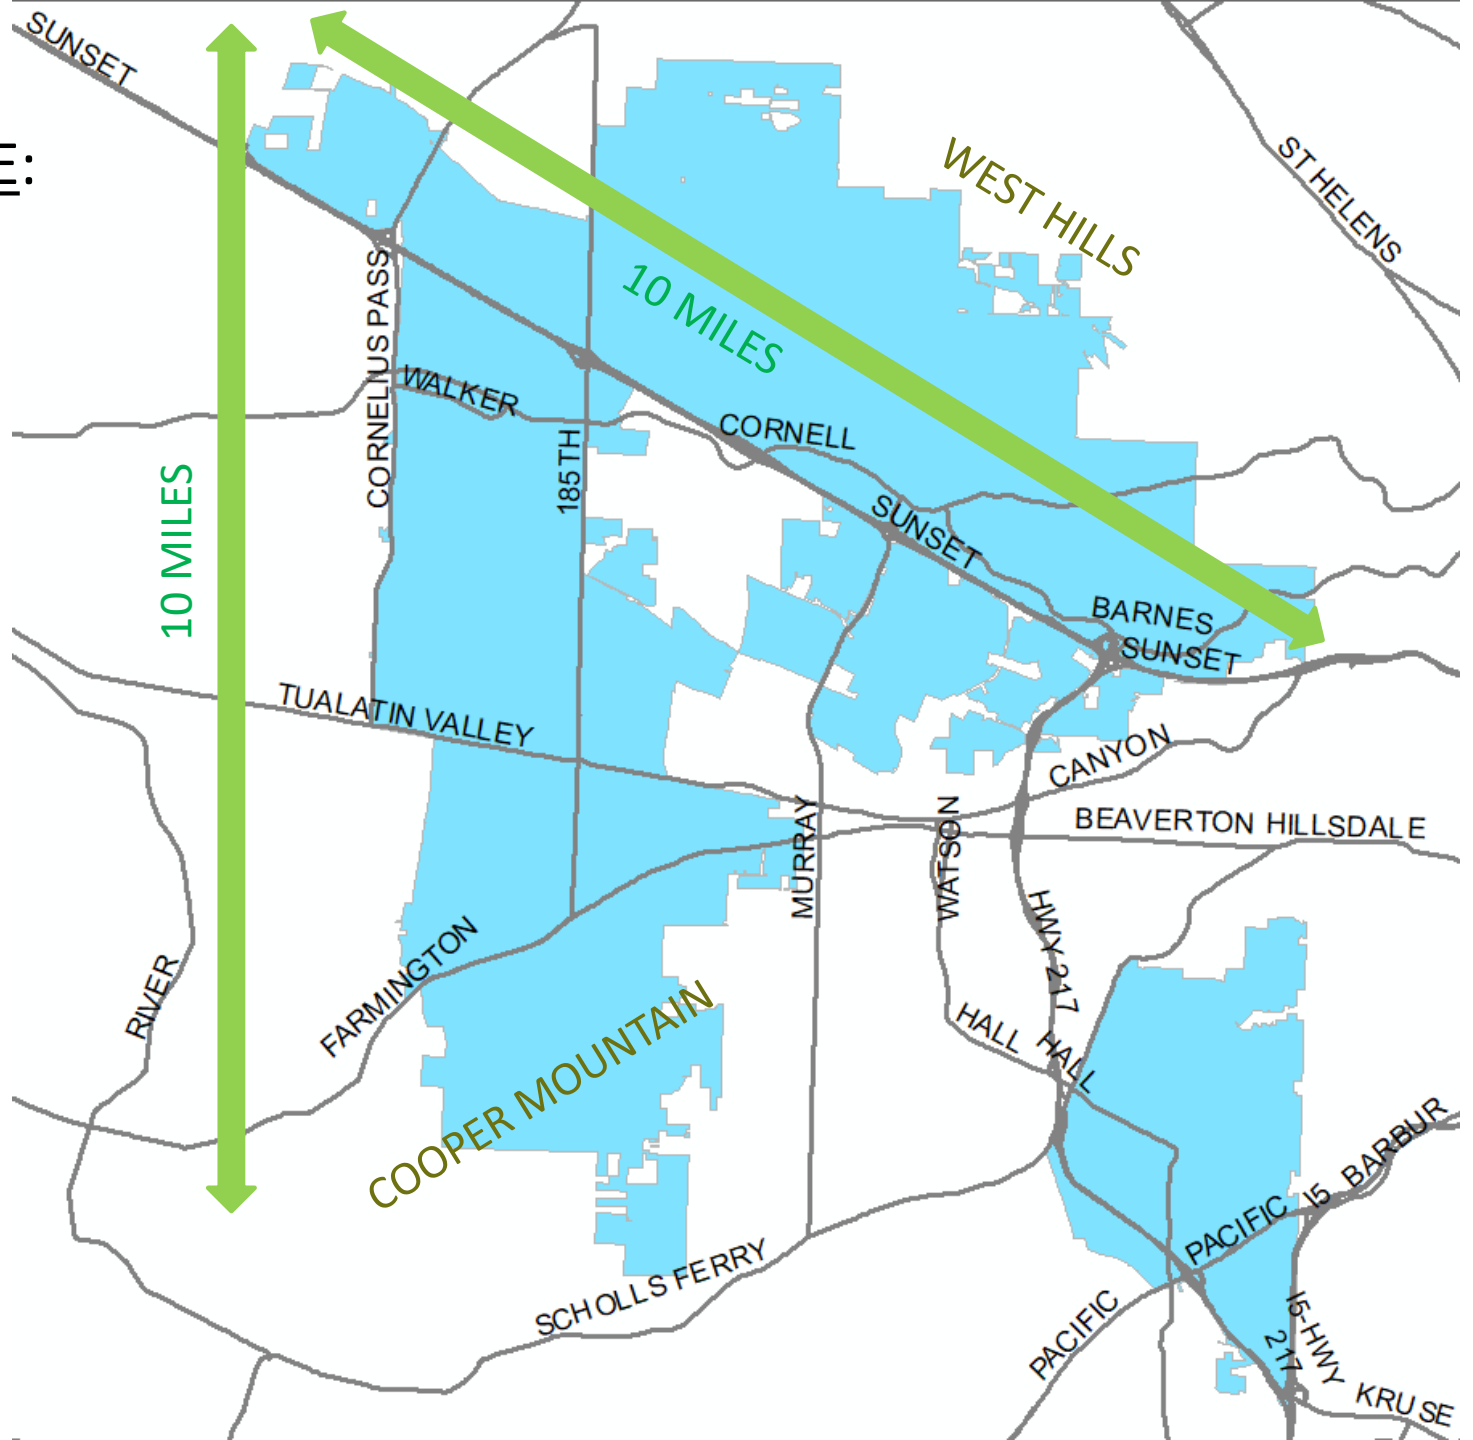 SUNSET
E:
ST HELENS
WEST HILLS
10 MILES
CORNELIUS PASS
WALKER
CORNELL
185TH
10 MILES
SUNSET
BARNES
SUNSET
TUALATIN VALLEY
CANYON
MURRAY
WATSON
BEAVERTON HILLSDALE
HWY 217
RIVER
FARMINGTON
COOPER MOUNTAIN
HALL
HALL
BARBUR
I5
PACIFIC
SCHOLLS FERRY
PACIFIC
I5-HWY
217
KRUSE